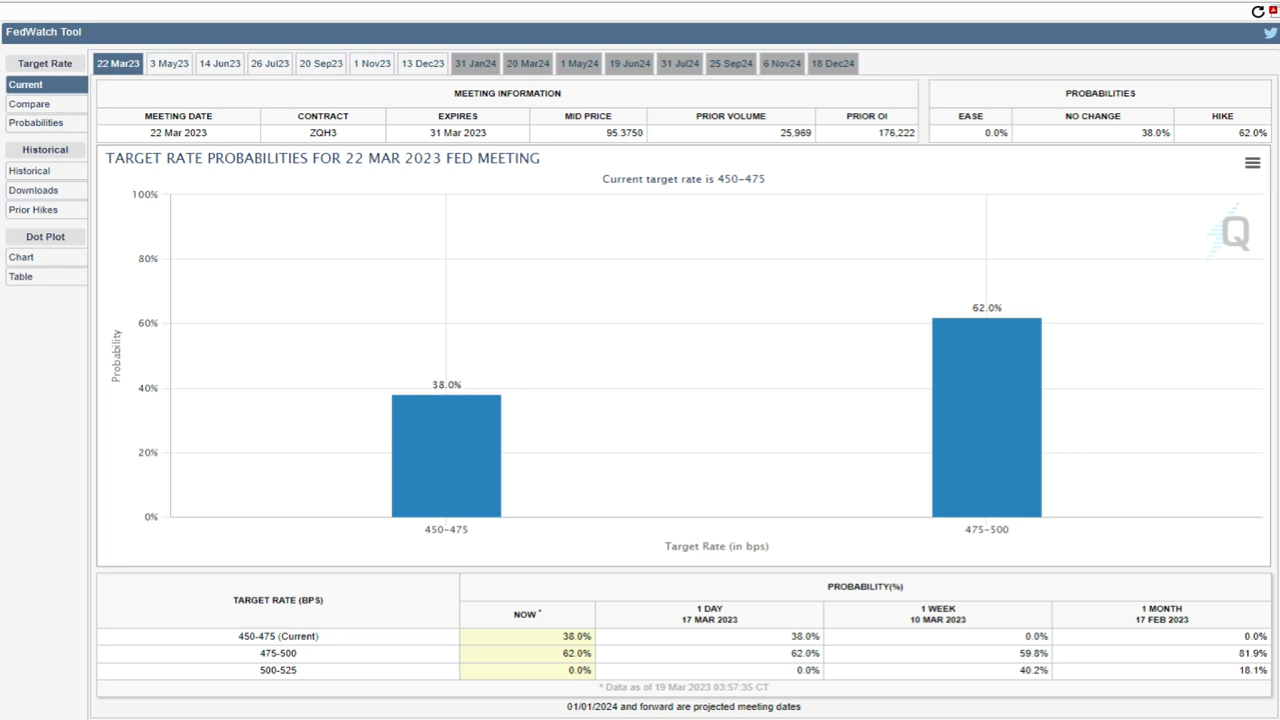 FedWatch Tool
Target Rate
Current
Compare
Probabilities
Historical
Historical
Downloads
Prior Hikes
Dot Plot
Chart
Table
22 Mar23 3 May23 14 Jun23 26 Jul23 20 Sep23 1 Nov23 13 Dec23 31 Jan24 20 Mar24 1 May24 19 Jun24 31 Jul24 25 Sep24 6 Nov24 18 Dec24
MEETING INFORMATION
MEETING DATE CONTRACT EXPIRES MID PRICE PRIOR VOLUME PRIOR OI
22 Mar 2023 ZQH3 31 Mar 2023 95.3750 25,969 176,222
PROBABILITIES
EASE NO CHANGE HIKE
0.0% 38.0% 62.0%
TARGET RATE PROBABILITIES FOR 22 MAR 2023 FED MEETING
Current target rate is 450-475
Q
100%
80%
60%
40%
20%
0%
Probability
38.0%
62.0%
450-475 475-500
Target Rate (in bps)
TARGET RATE (BPS) PROBABILITY(%)
NOW * 1 DAY 17 MAR 2023 1 WEEK 10 MAR 2023 1 MONTH 17 FEB 2023
450-475 (Current) 38.0% 38.0% 0.0% 0.0%
475-500 62.0% 62.0% 59.8% 81.9%
500-525 0.0% 0.0% 40.2% 18.1%
* Data as of 19 Mar 2023 03:57:35 CT
01/01/2024 and forward are projected meeting dates